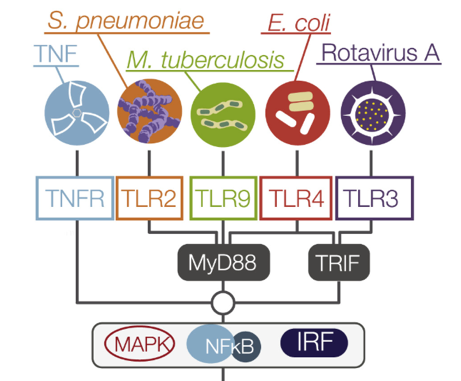 S. pneumoniae
E. coli
TNF
M. tuberculosis
Rotavirus A
TNFR
TLR2
TLR9
TLR4
TLR3
MyD88
TRIF
MAPK
NFκB
IRF